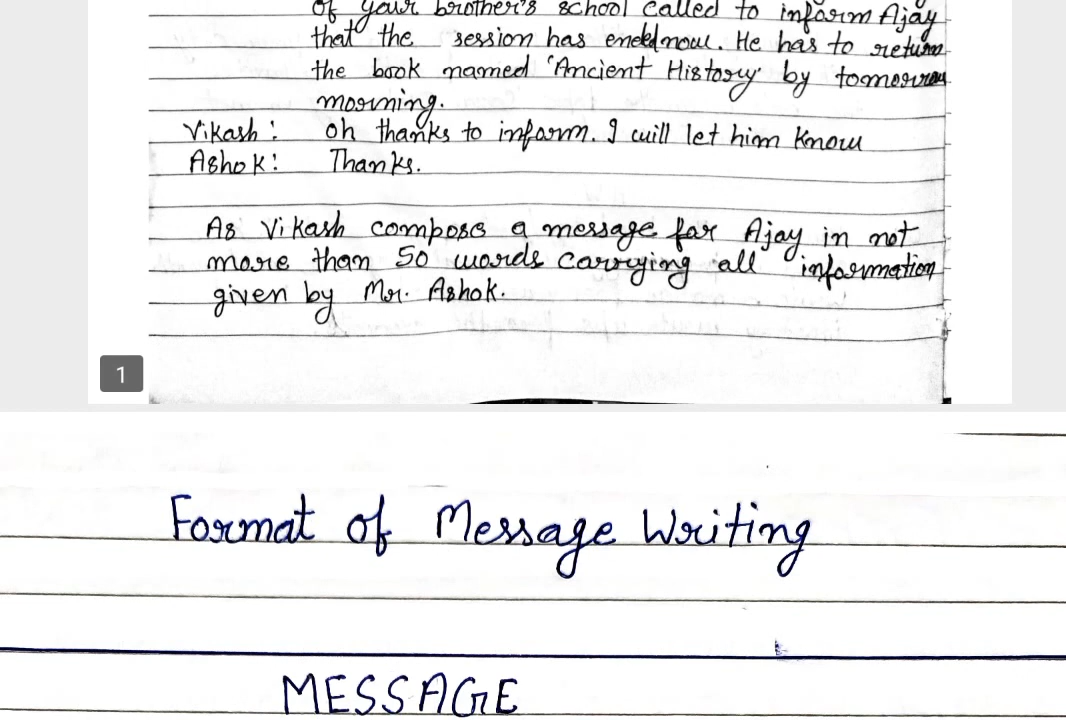 of your brother's school called to inform Ajay
that the session has ended now. He has to return
the book named 'Ancient History' by tomorrow
morning.
Vikash: Oh thanks to inform. I will let him know
Ashok: Thanks.
As Vikash compose a message for Ajay in not
more than 50 words carrying all information
given by Mr. Ashok.
1
Format of Message Writing
MESSAGE